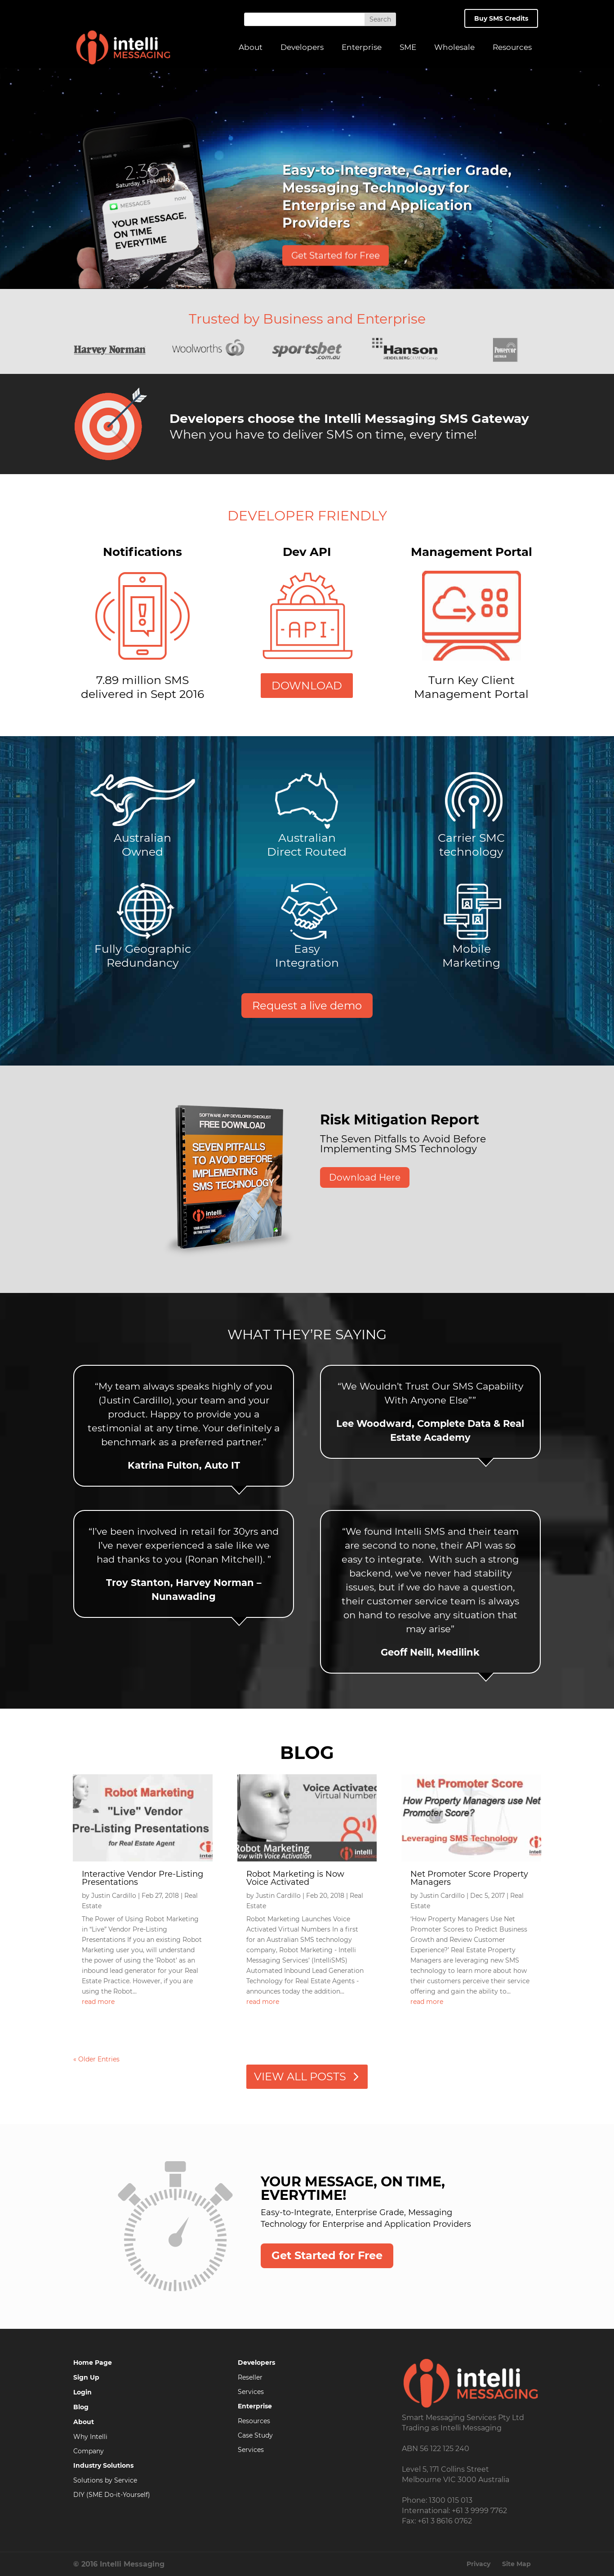 Search
Buy SMS Credits
intelli
MESSAGING
About
Developers
Enterprise
SME
Wholesale
Resources
2:36
Saturday, 5 February
MESSAGES
now
YOUR MESSAGE.
ON TIME
EVERYTIME
Easy-to-Integrate, Carrier Grade,
Messaging Technology for
Enterprise and Application
Providers
Get Started for Free
Trusted by Business and Enterprise
Harvey Norman
woolworths
sportsbet
.com.au
Hanson
HEIDELBERGCEMENT Group
Developers choose the Intelli Messaging SMS Gateway
When you have to deliver SMS on time, every time!
DEVELOPER FRIENDLY
Notifications
Dev API
Management Portal
API
7.89 million SMS
delivered in Sept 2016
DOWNLOAD
Turn Key Client
Management Portal
Australian
Owned
Australian
Direct Routed
Carrier SMC
technology
Fully Geographic
Redundancy
Easy
Integration
Mobile
Marketing
Request a live demo
SOFTWARE APP DEVELOPER CHECKLIST
FREE DOWNLOAD
SEVEN PITFALLS
TO AVOID BEFORE
IMPLEMENTING
SMS TECHNOLOGY
intelli
MESSAGING
YOUR MESSAGE
ON TIME EVERYTIME
Risk Mitigation Report
The Seven Pitfalls to Avoid Before
Implementing SMS Technology
Download Here
WHAT THEY’RE SAYING
“My team always speaks highly of you
(Justin Cardillo), your team and your
product. Happy to provide you a
testimonial at any time. Your definitely a
benchmark as a preferred partner.”
Katrina Fulton, Auto IT
“We Wouldn’t Trust Our SMS Capability
With Anyone Else””
Lee Woodward, Complete Data & Real
Estate Academy
“I’ve been involved in retail for 30yrs and
I’ve never experienced a sale like we
had thanks to you (Ronan Mitchell). ”
Troy Stanton, Harvey Norman –
Nunawading
“We found Intelli SMS and their team
are second to none, their API was so
easy to integrate.  With such a strong
backend, we’ve never had stability
issues, but if we do have a question,
their customer service team is always
on hand to resolve any situation that
may arise”
Geoff Neill, Medilink
BLOG
Robot Marketing
"Live" Vendor
Pre-Listing Presentations
for Real Estate Agent
Interactive Vendor Pre-Listing
Presentations
by Justin Cardillo | Feb 27, 2018 | Real
Estate
The Power of Using Robot Marketing
in “Live” Vendor Pre-Listing
Presentations If you an existing Robot
Marketing user you, will understand
the power of using the ‘Robot’ as an
inbound lead generator for your Real
Estate Practice. However, if you are
using the Robot...
read more
Voice Activated
Virtual Number
Robot Marketing
Now with Voice Activation
intelli
Robot Marketing is Now
Voice Activated
by Justin Cardillo | Feb 20, 2018 | Real
Estate
Robot Marketing Launches Voice
Activated Virtual Numbers In a first
for an Australian SMS technology
company, Robot Marketing - Intelli
Messaging Services’ (IntelliSMS)
Automated Inbound Lead Generation
Technology for Real Estate Agents -
announces today the addition...
read more
Net Promoter Score
How Property Managers use Net
Promoter Score?
Leveraging SMS Technology
Net Promoter Score Property
Managers
by Justin Cardillo | Dec 5, 2017 | Real
Estate
‘How Property Managers Use Net
Promoter Scores to Predict Business
Growth and Review Customer
Experience?’ Real Estate Property
Managers are leveraging new SMS
technology to learn more about how
their customers perceive their service
offering and gain the ability to...
read more
« Older Entries
VIEW ALL POSTS
YOUR MESSAGE, ON TIME,
EVERYTIME!
Easy-to-Integrate, Enterprise Grade, Messaging
Technology for Enterprise and Application Providers
Get Started for Free
Home Page
Sign Up
Login
Blog
About
Why Intelli
Company
Industry Solutions
Solutions by Service
DIY (SME Do-it-Yourself)
Developers
Reseller
Services
Enterprise
Resources
Case Study
Services
intelli
MESSAGING
Smart Messaging Services Pty Ltd
Trading as Intelli Messaging
ABN 56 122 125 240
Level 5, 171 Collins Street
Melbourne VIC 3000 Australia
Phone: 1300 015 013
International: +61 3 9999 7762
Fax: +61 3 8616 0762
© 2016 Intelli Messaging
Privacy
Site Map